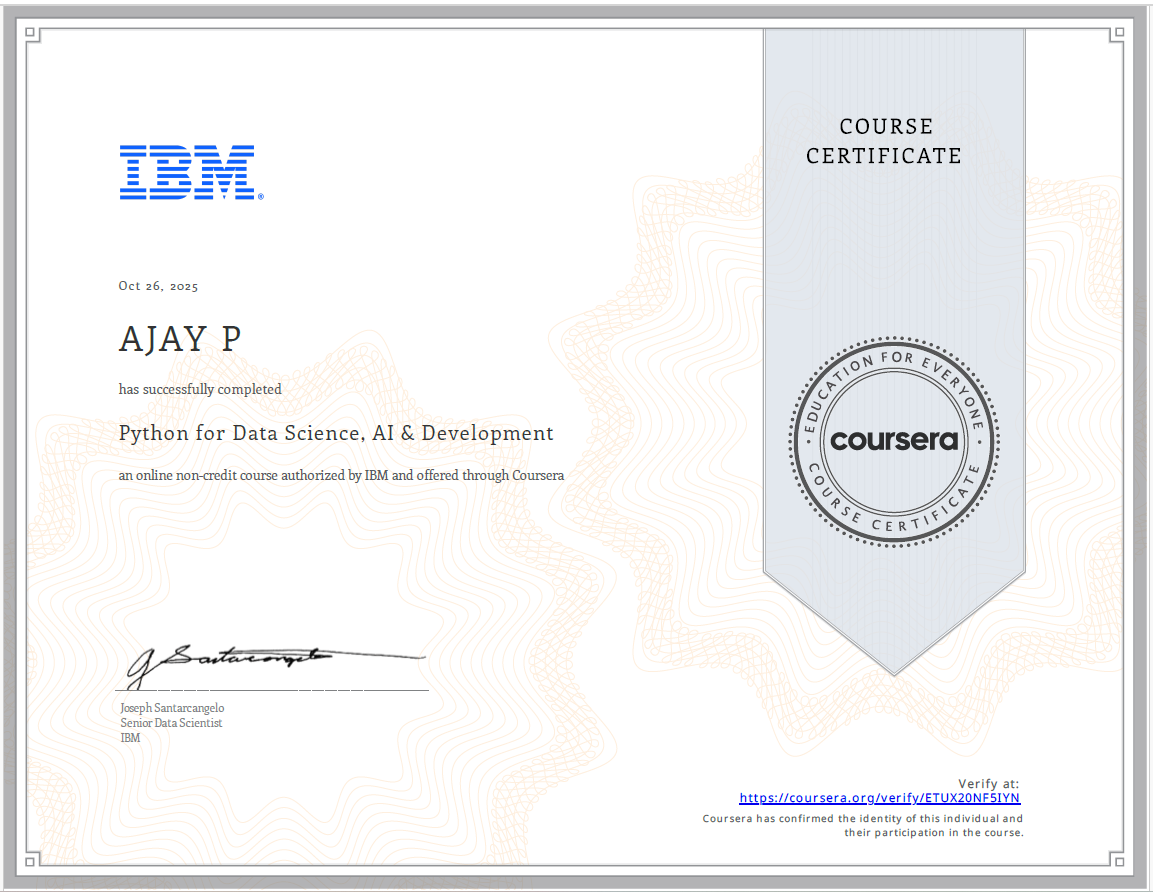 COURSE
CERTIFICATE
IBM®
Oct 26, 2025
AJAY P
has successfully completed
Python for Data Science, AI & Development
an online non-credit course authorized by IBM and offered through Coursera
EDUCATION FOR EVERYONE
coursera
COURSE CERTIFICATE
J Santarcangelo
Joseph Santarcangelo
Senior Data Scientist
IBM
Verify at:
https://coursera.org/verify/ETUX20NF5IYN
Coursera has confirmed the identity of this individual and
their participation in the course.